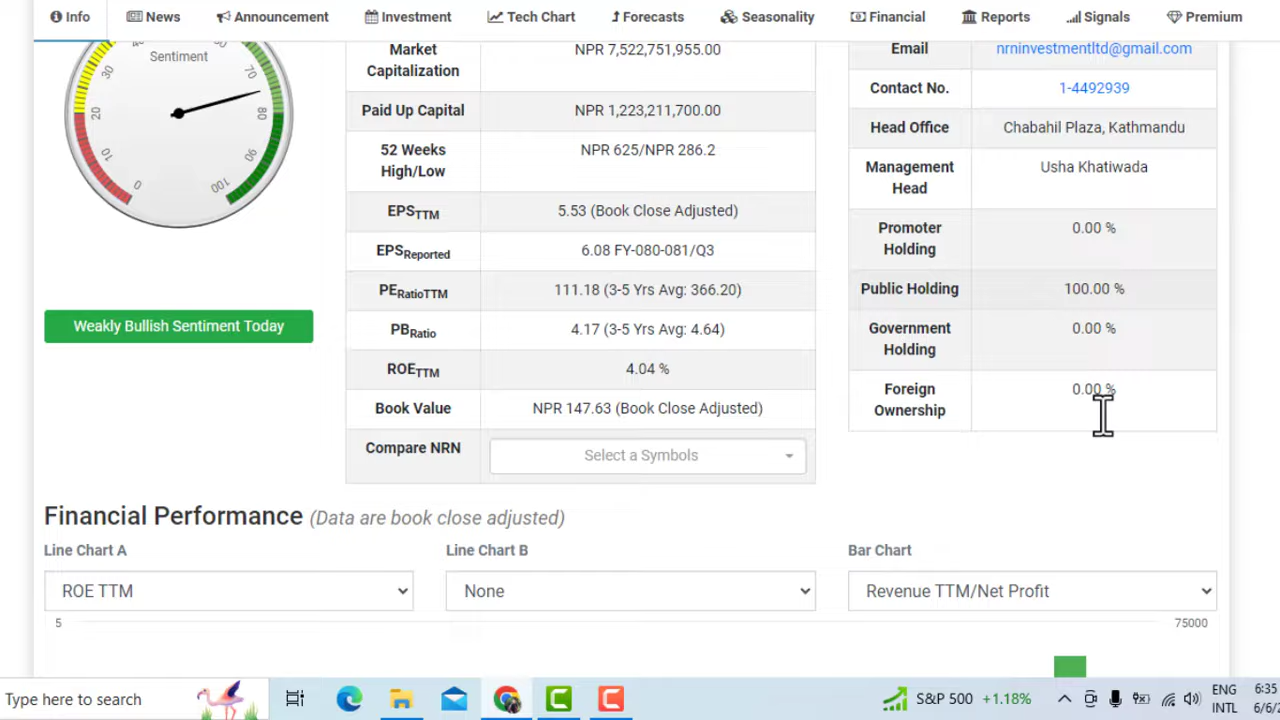 Info News Announcement Investment Tech Chart Forecasts Seasonality Financial Reports Signals Premium
Sentiment
30 70
20 80
10 90
0 100
Weakly Bullish Sentiment Today
Market Capitalization NPR 7,522,751,955.00
Paid Up Capital NPR 1,223,211,700.00
52 Weeks High/Low NPR 625/NPR 286.2
EPSTTM 5.53 (Book Close Adjusted)
EPSReported 6.08 FY-080-081/Q3
PERatioTTM 111.18 (3-5 Yrs Avg: 366.20)
PBRatio 4.17 (3-5 Yrs Avg: 4.64)
ROETTM 4.04 %
Book Value NPR 147.63 (Book Close Adjusted)
Compare NRN Select a Symbols
Email nrninvestmentltd@gmail.com
Contact No. 1-4492939
Head Office Chabahil Plaza, Kathmandu
Management Head Usha Khatiwada
Promoter Holding 0.00 %
Public Holding 100.00 %
Government Holding 0.00 %
Foreign Ownership 0.00 %
Financial Performance (Data are book close adjusted)
Line Chart A Line Chart B Bar Chart
ROE TTM None Revenue TTM/Net Profit
5 75000
Type here to search S&P 500 +1.18% ENG 6:35
INTL